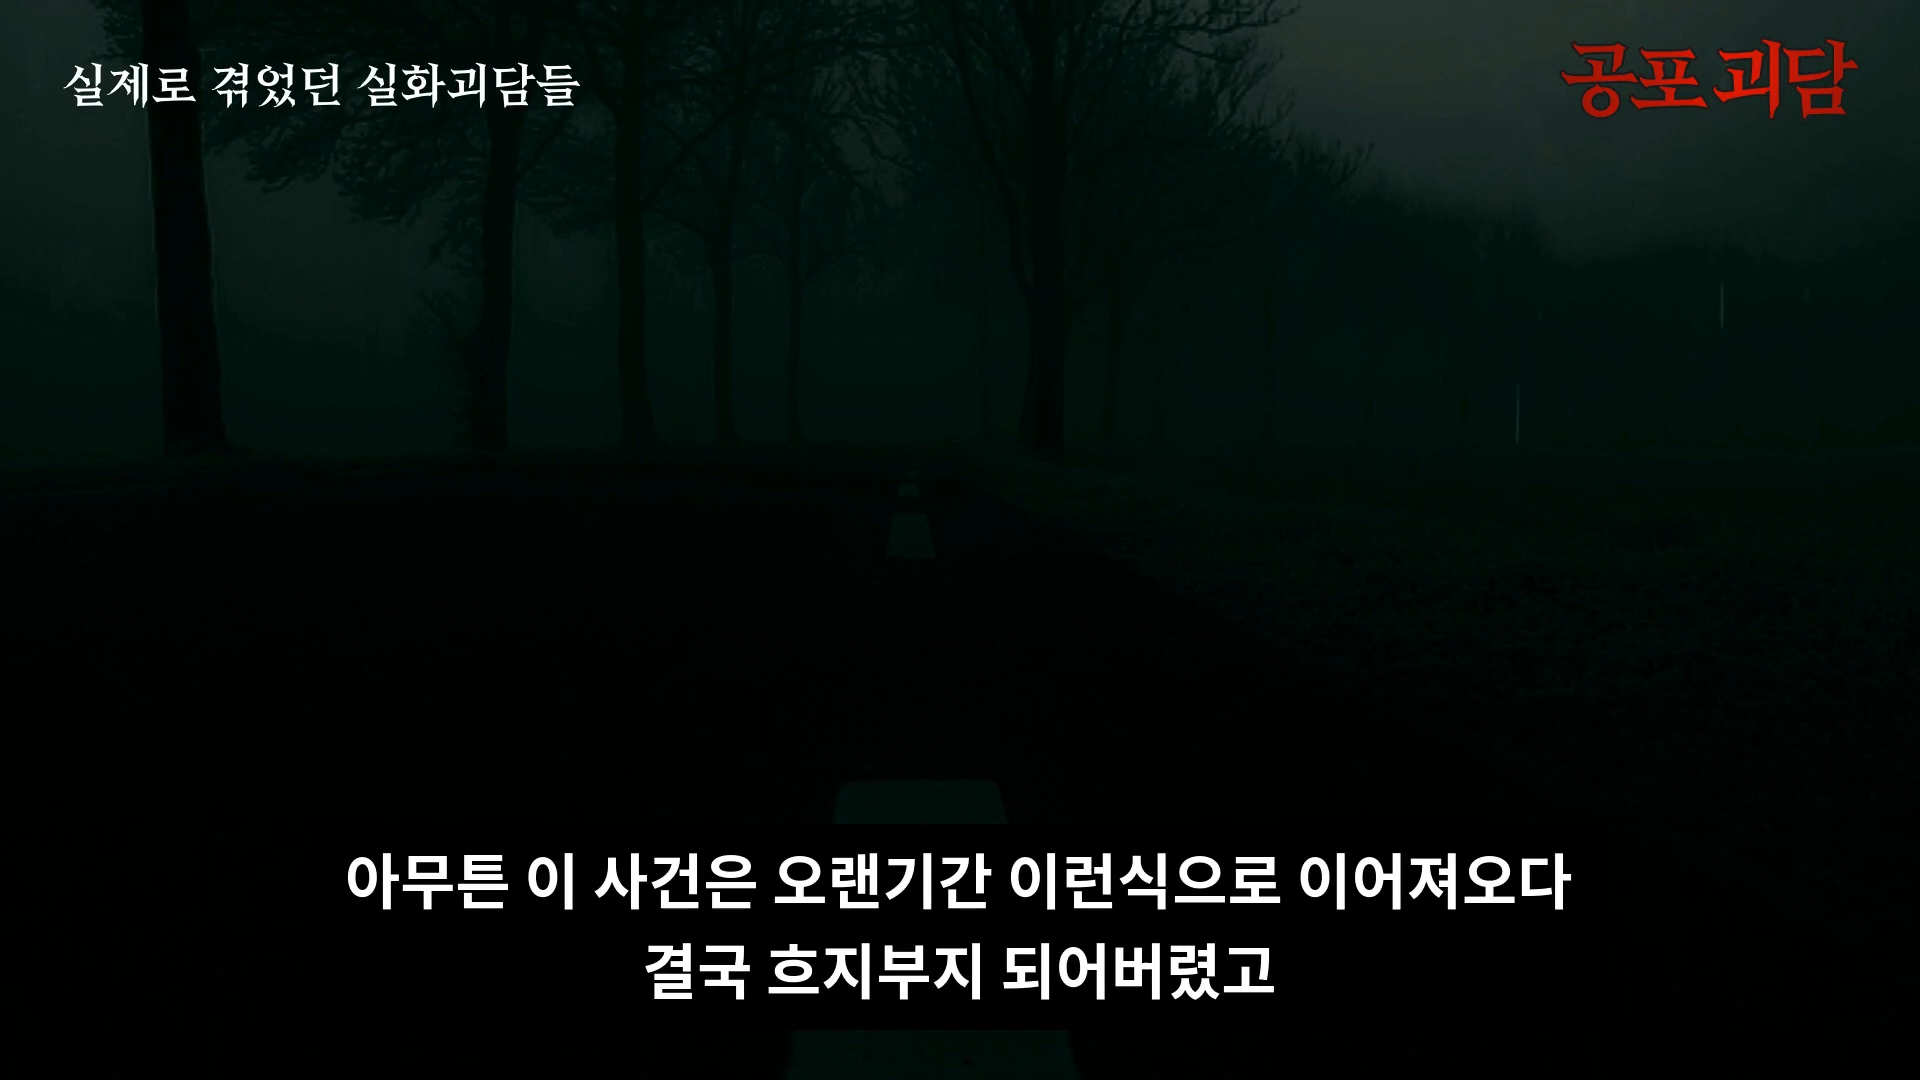 실제로 겪었던 실화괴담들
공포괴담
아무튼 이 사건은 오랜기간 이런식으로 이어져오다
결국 흐지부지 되어버렸고